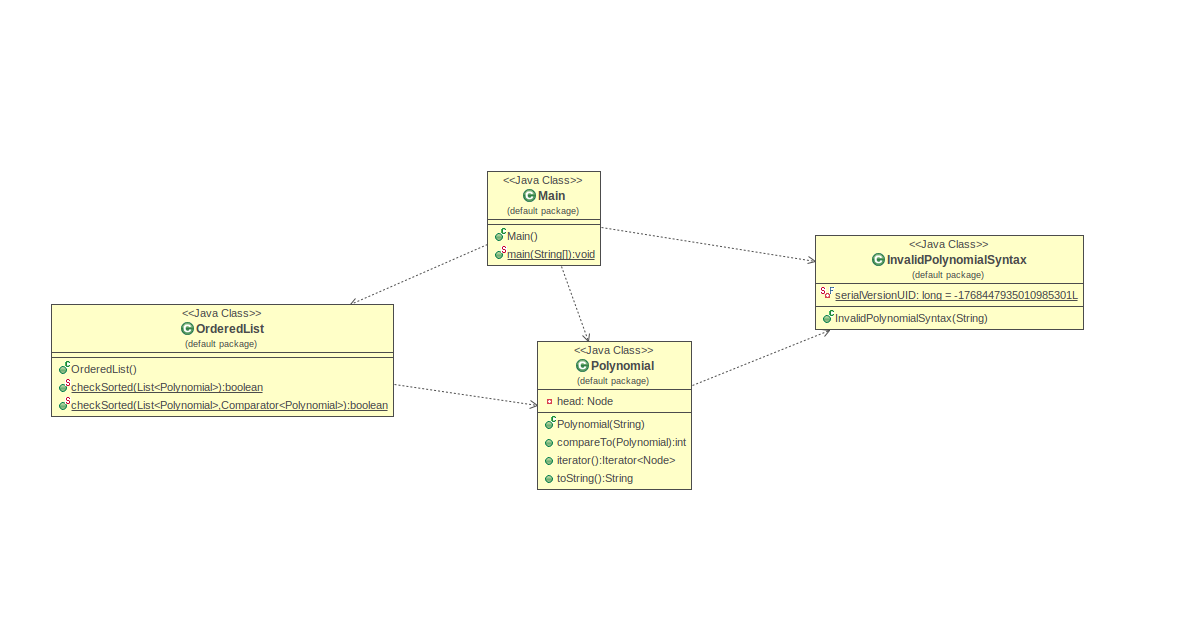 <<Java Class>>
Main
(default package)
Main()
main(String[]):void
<<Java Class>>
InvalidPolynomialSyntax
(default package)
serialVersionUID: long = -1768447935010985301L
InvalidPolynomialSyntax(String)
<<Java Class>>
OrderedList
(default package)
OrderedList()
checkSorted(List<Polynomial>):boolean
checkSorted(List<Polynomial>,Comparator<Polynomial>):boolean
<<Java Class>>
Polynomial
(default package)
head: Node
Polynomial(String)
compareTo(Polynomial):int
iterator():Iterator<Node>
toString():String